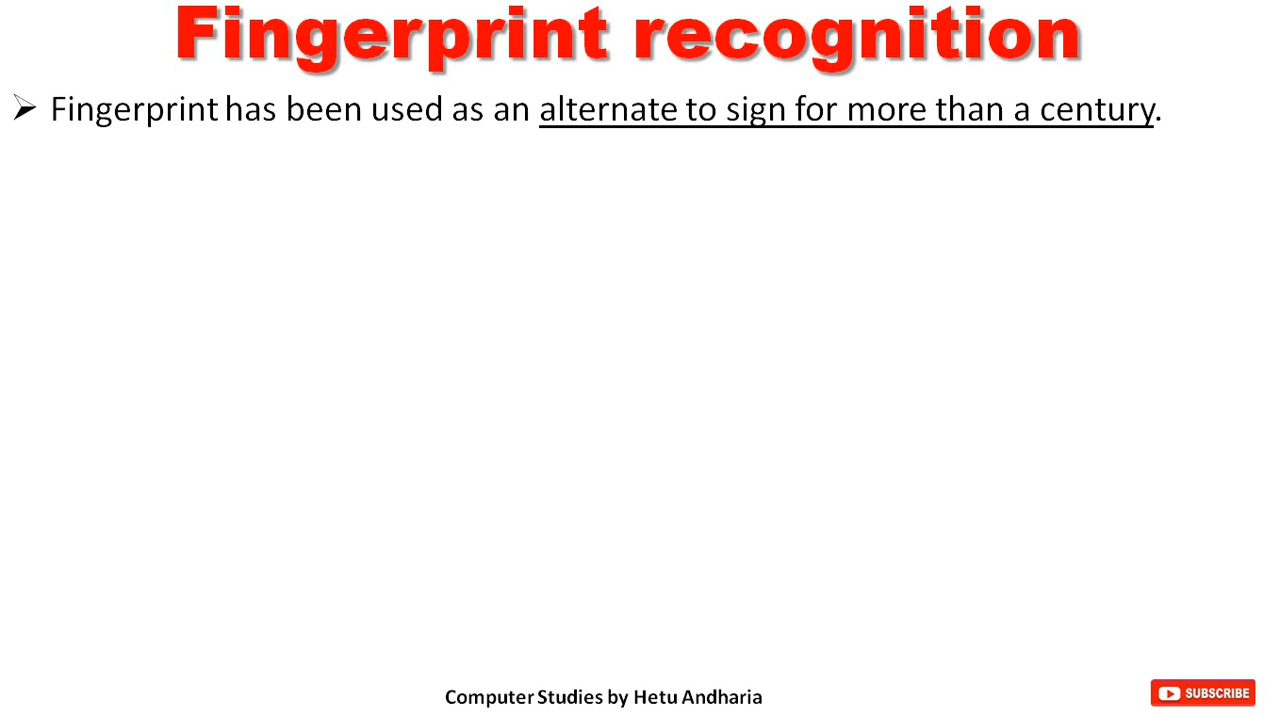 Fingerprint recognition
➢ Fingerprint has been used as an alternate to sign for more than a century.
Computer Studies by Hetu Andharia
SUBSCRIBE